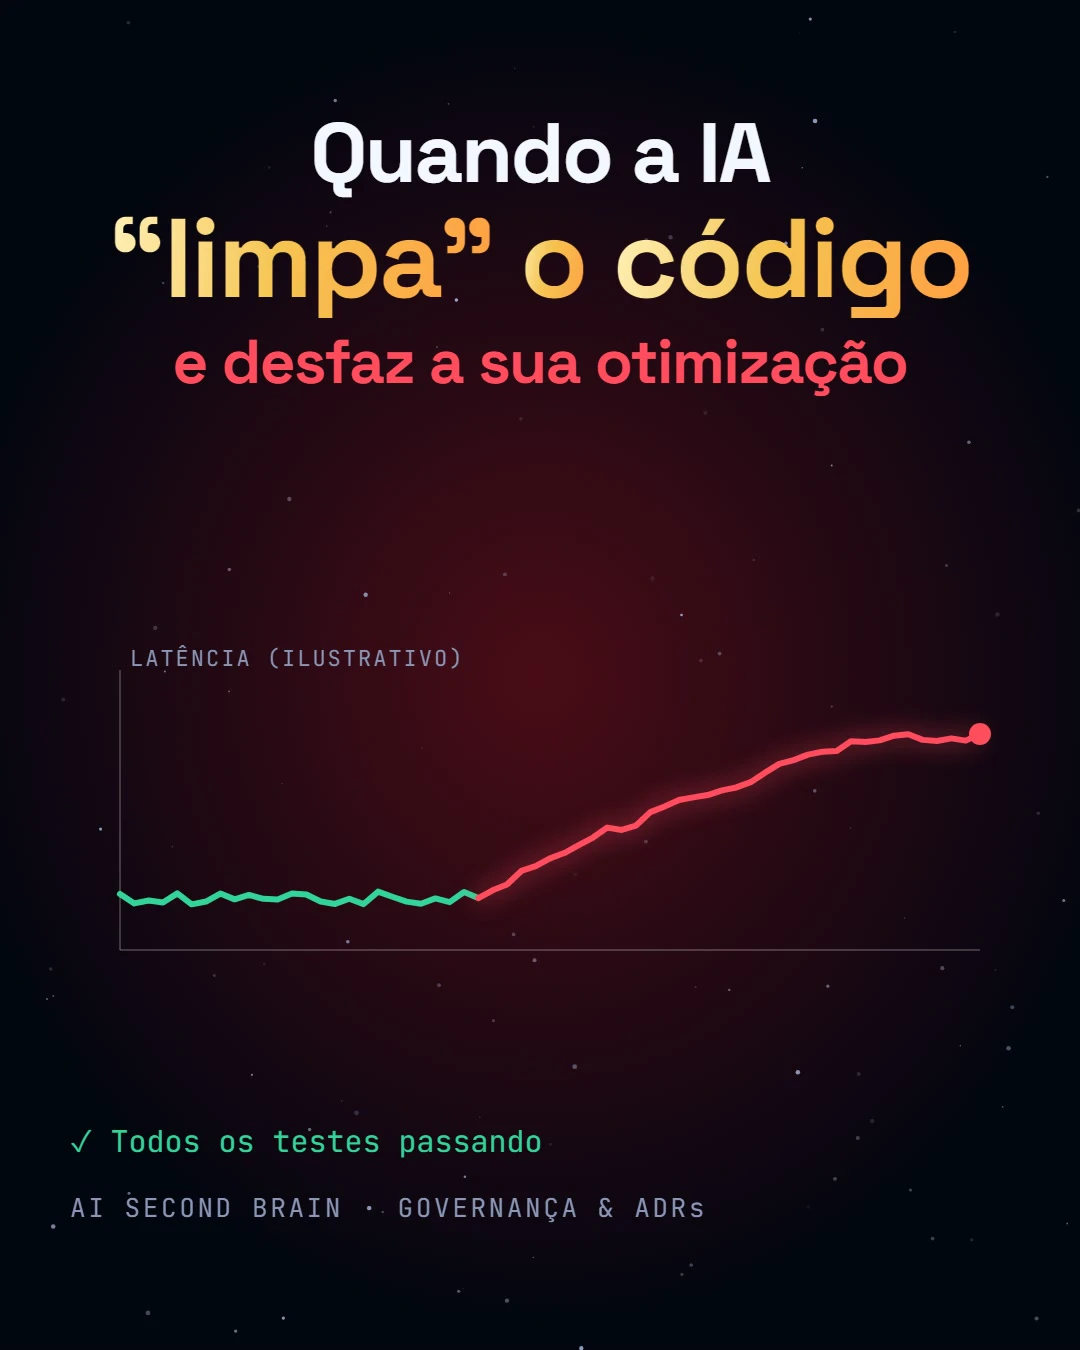 Quando a IA
“limpa” o código
e desfaz a sua otimização
LATÊNCIA (ILUSTRATIVO)
✓ Todos os testes passando
AI SECOND BRAIN · GOVERNANÇA & ADRs